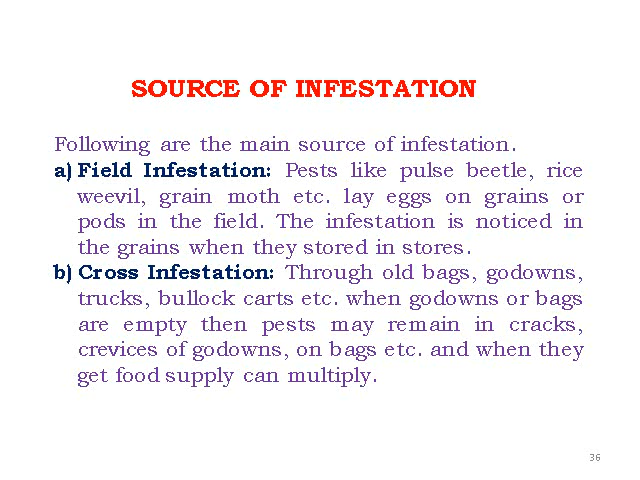 SOURCE OF INFESTATION
Following are the main source of infestation.
a) Field Infestation: Pests like pulse beetle, rice
weevil, grain moth etc. lay eggs on grains or
pods in the field. The infestation is noticed in
the grains when they stored in stores.
b) Cross Infestation: Through old bags, godowns,
trucks, bullock carts etc. when godowns or bags
are empty then pests may remain in cracks,
crevices of godowns, on bags etc. and when they
get food supply can multiply.
36